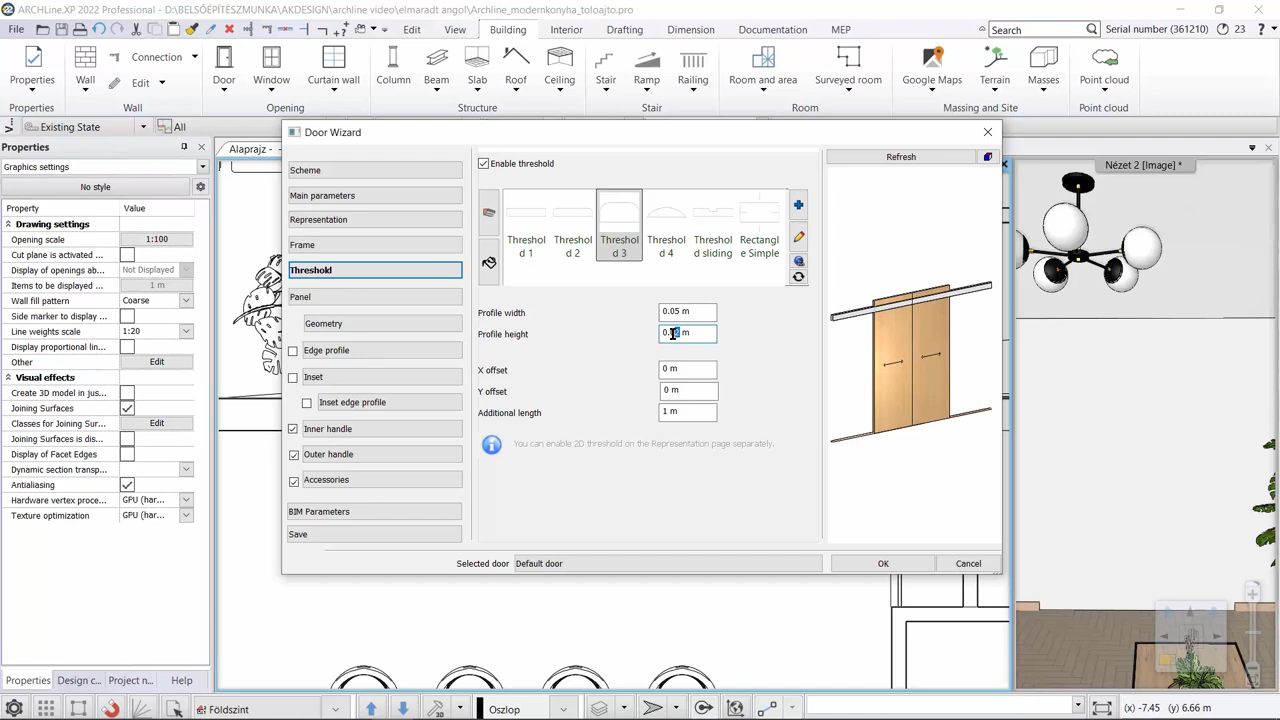 ARCHLine.XP 2022 Professional - D:\BELSŐÉPÍTÉSZMUNKA\AKDESIGN\archline video\elmaradt angol\Archline_modernkonyha_toloajto.pro
File Edit View Building Interior Drafting Dimension Documentation MEP Search Serial number (361210) 23
Properties Wall Connection Edit Door Window Curtain wall Column Beam Slab Roof Ceiling Stair Ramp Railing Room and area Surveyed room Google Maps Terrain Masses Point cloud
Properties Wall Opening Structure Stair Room Massing and Site Point cloud
Existing State All
Properties
Graphics settings
No style
Property Value
Drawing settings
Opening scale 1:100
Cut plane is activated ...
Display of openings ab... Not Displayed
Items to be displayed ... 1 m
Wall fill pattern Coarse
Side marker to display ...
Line weights scale 1:20
Display proportional lin...
Other Edit
Visual effects
Create 3D model in jus...
Joining Surfaces
Classes for Joining Sur... Edit
Joining Surfaces is dis...
Display of Facet Edges
Dynamic section transp...
Antialiasing
Hardware vertex proce... GPU (har...
Texture optimization GPU (har...
Properties Design c... Project n... Help
Alaprajz -
Nézet 2 [Image] *
Door Wizard
Scheme
Main parameters
Representation
Frame
Threshold
Panel
Geometry
Edge profile
Inset
Inset edge profile
Inner handle
Outer handle
Accessories
BIM Parameters
Save
Enable threshold
Threshol
d 1
Threshol
d 2
Threshol
d 3
Threshol
d 4
Threshol
d sliding
Rectangl
e Simple
Profile width 0.05 m
Profile height 0.02 m
X offset 0 m
Y offset 0 m
Additional length 1 m
You can enable 2D threshold on the Representation page separately.
Refresh
Selected door Default door OK Cancel
Földszint Oszlop (x) -7.45 (y) 6.66 m